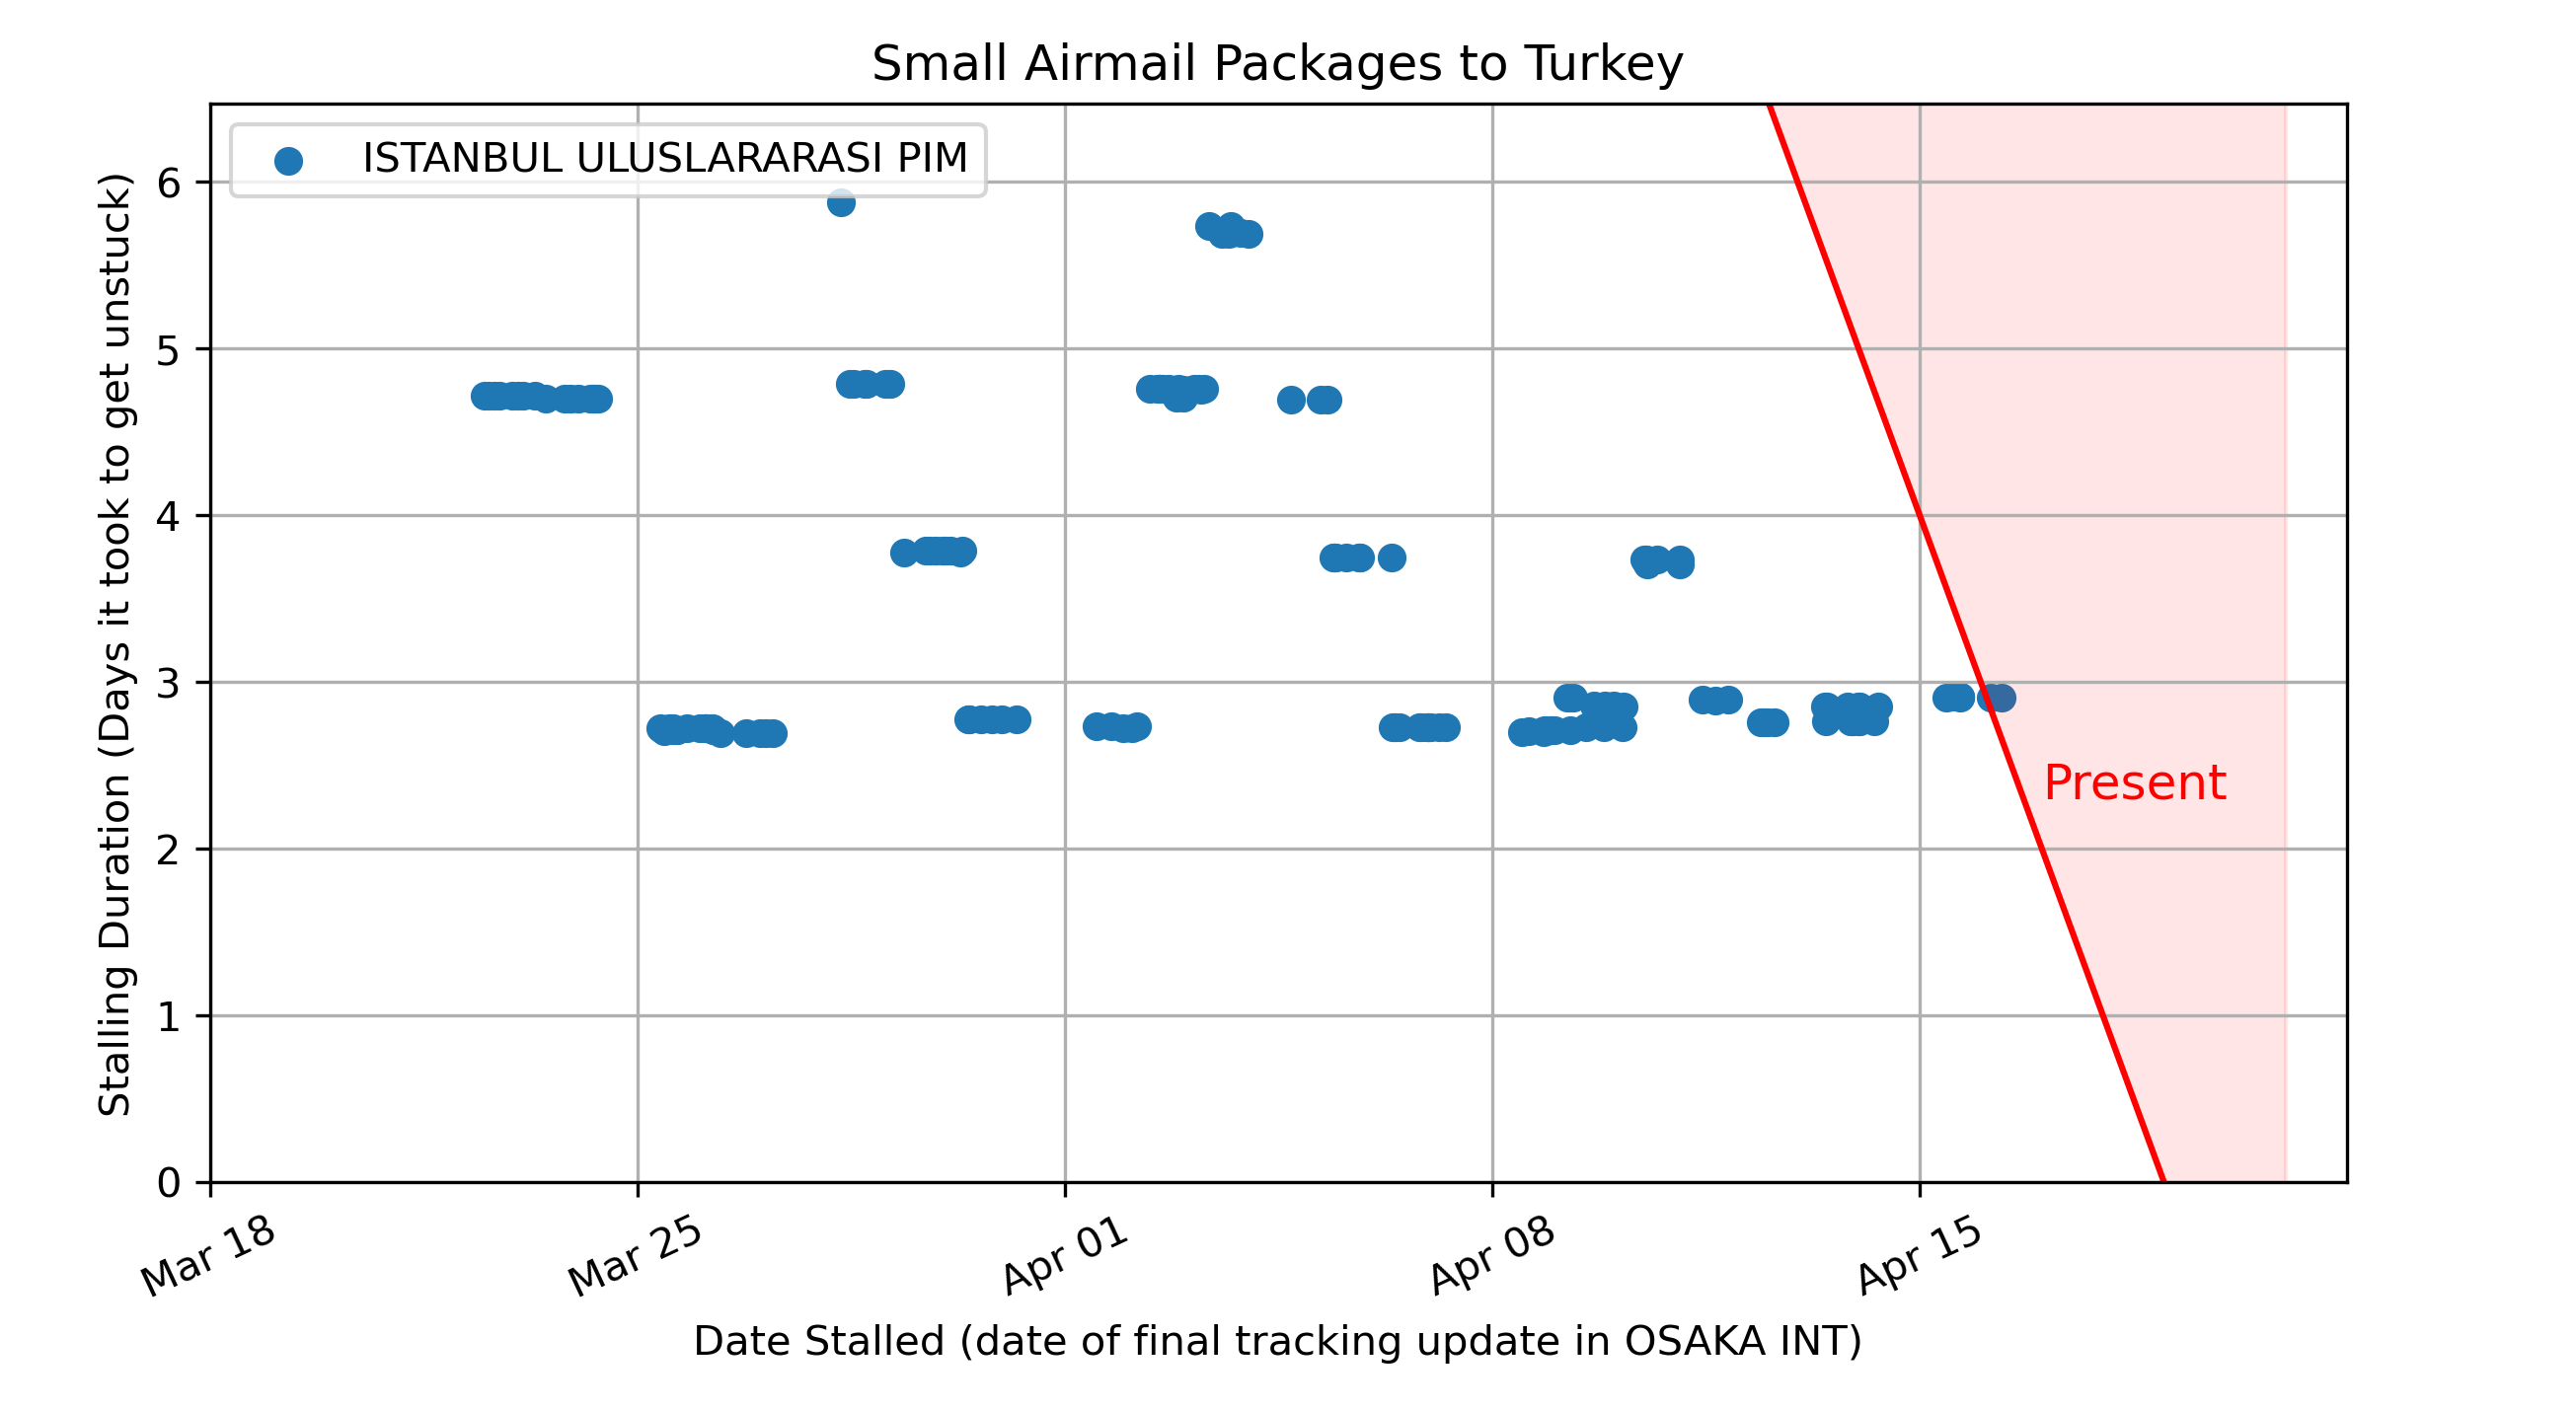 Small Airmail Packages to Turkey
ISTANBUL ULUSLARARASI PIM
Stalling Duration (Days it took to get unstuck)
6
5
4
3
2
1
0
Present
Mar 18
Mar 25
Apr 01
Apr 08
Apr 15
Date Stalled (date of final tracking update in OSAKA INT)